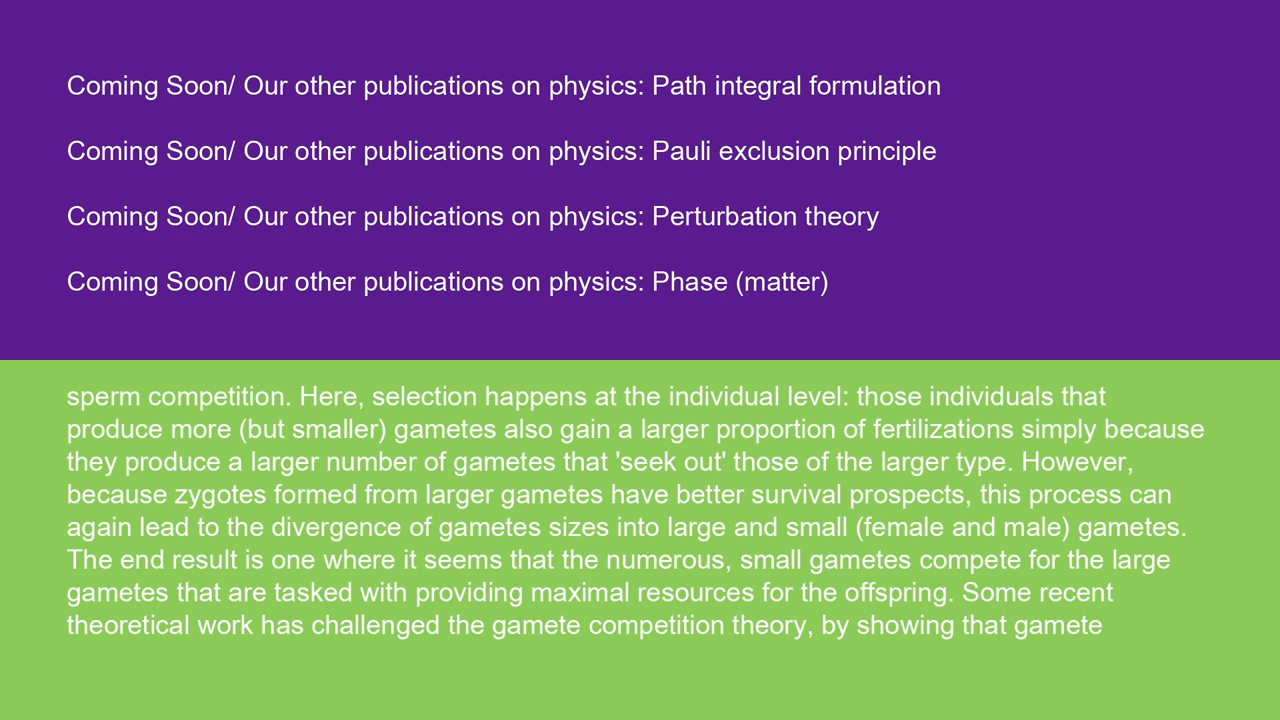 Coming Soon/ Our other publications on physics: Path integral formulation
Coming Soon/ Our other publications on physics: Pauli exclusion principle
Coming Soon/ Our other publications on physics: Perturbation theory
Coming Soon/ Our other publications on physics: Phase (matter)
sperm competition. Here, selection happens at the individual level: those individuals that
produce more (but smaller) gametes also gain a larger proportion of fertilizations simply because
they produce a larger number of gametes that 'seek out' those of the larger type. However,
because zygotes formed from larger gametes have better survival prospects, this process can
again lead to the divergence of gametes sizes into large and small (female and male) gametes.
The end result is one where it seems that the numerous, small gametes compete for the large
gametes that are tasked with providing maximal resources for the offspring. Some recent
theoretical work has challenged the gamete competition theory, by showing that gamete